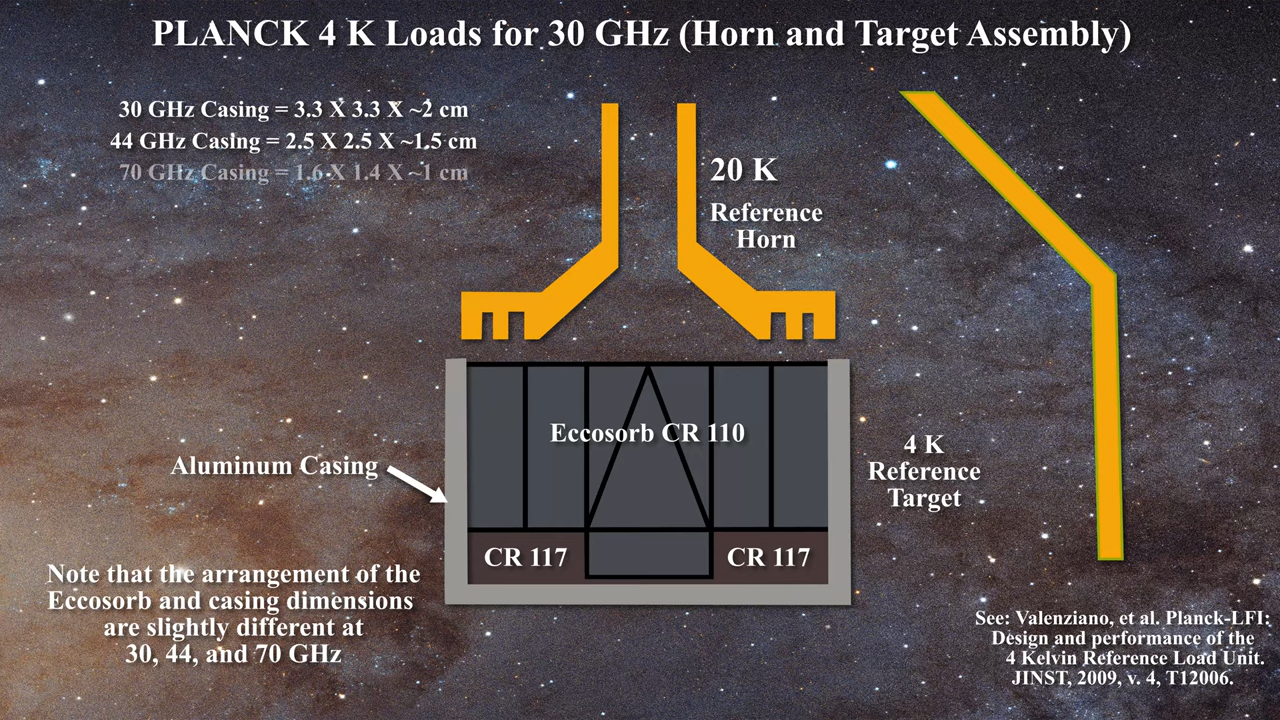 PLANCK 4 K Loads for 30 GHz (Horn and Target Assembly)
30 GHz Casing = 3.3 X 3.3 X ~2 cm
44 GHz Casing = 2.5 X 2.5 X ~1.5 cm
70 GHz Casing = 1.6 X 1.4 X ~1 cm
20 K
Reference
Horn
Eccosorb CR 110
Aluminum Casing
4 K
Reference
Target
CR 117
CR 117
Note that the arrangement of the
Eccosorb and casing dimensions
are slightly different at
30, 44, and 70 GHz
See: Valenziano, et al. Planck-LFI:
Design and performance of the
4 Kelvin Reference Load Unit.
JINST, 2009, v. 4, T12006.